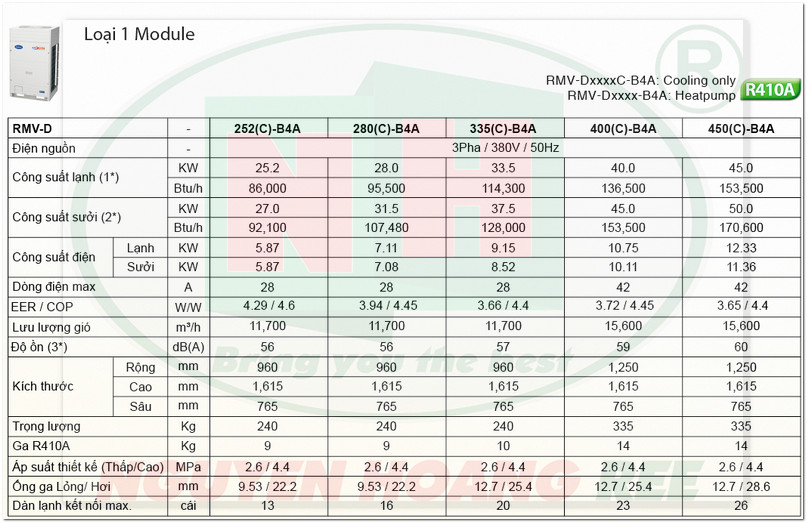 Loại 1 Module
RMV-DxxxxC-B4A: Cooling only
RMV-Dxxxx-B4A: Heatpump
R410A
RMV-D - 252(C)-B4A 280(C)-B4A 335(C)-B4A 400(C)-B4A 450(C)-B4A
Điện nguồn - 3Pha / 380V / 50Hz
Công suất lạnh (1*) KW 25.2 28.0 33.5 40.0 45.0
Btu/h 86,000 95,500 114,300 136,500 153,500
Công suất sưởi (2*) KW 27.0 31.5 37.5 45.0 50.0
Btu/h 92,100 107,480 128,000 153,500 170,600
Công suất điện Lạnh KW 5.87 7.11 9.15 10.75 12.33
Sưởi KW 5.87 7.08 8.52 10.11 11.36
Dòng điện max A 28 28 28 42 42
EER / COP W/W 4.29 / 4.6 3.94 / 4.45 3.66 / 4.4 3.72 / 4.45 3.65 / 4.4
Lưu lượng gió m³/h 11,700 11,700 11,700 15,600 15,600
Độ ồn (3*) dB(A) 56 56 57 59 60
Kích thước Rộng mm 960 960 960 1,250 1,250
Cao mm 1,615 1,615 1,615 1,615 1,615
Sâu mm 765 765 765 765 765
Trọng lượng Kg 240 240 240 335 335
Ga R410A Kg 9 9 10 14 14
Áp suất thiết kế (Thấp/Cao) MPa 2.6 / 4.4 2.6 / 4.4 2.6 / 4.4 2.6 / 4.4 2.6 / 4.4
Ống ga Lỏng/ Hơi mm 9.53 / 22.2 9.53 / 22.2 12.7 / 25.4 12.7 / 25.4 12.7 / 28.6
Dàn lạnh kết nối max. cái 13 16 20 23 26
NH
®
Bring you the best